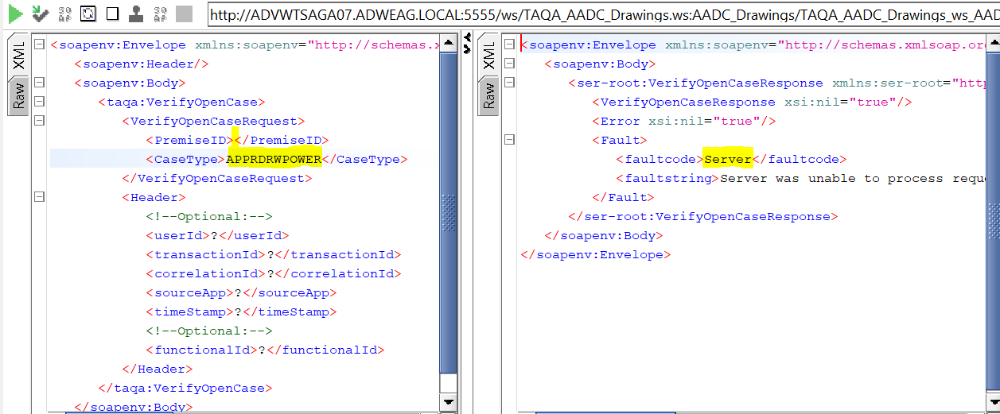 http://ADVWTSAGA07.ADWEAG.LOCAL:5555/ws/TAQA_AADC_Drawings.ws:AADC_Drawings/TAQA_AADC_Drawings_ws_AAD
XML
Raw
<soapenv:Envelope xmlns:soapenv="http://schemas.x
<soapenv:Header/>
<soapenv:Body>
<taqa:VerifyOpenCase>
<VerifyOpenCaseRequest>
<PremiseID></PremiseID>
<CaseType>APPRDRWPOWER</CaseType>
</VerifyOpenCaseRequest>
<Header>
<!--Optional:-->
<userId>?</userId>
<transactionId>?</transactionId>
<correlationId>?</correlationId>
<sourceApp>?</sourceApp>
<timeStamp>?</timeStamp>
<!--Optional:-->
<functionalId>?</functionalId>
</Header>
</taqa:VerifyOpenCase>
</soapenv:Body>
XML
Raw
<soapenv:Envelope xmlns:soapenv="http://schemas.xmlsoap.or
<soapenv:Body>
<ser-root:VerifyOpenCaseResponse xmlns:ser-root="http
<VerifyOpenCaseResponse xsi:nil="true"/>
<Error xsi:nil="true"/>
<Fault>
<faultcode>Server</faultcode>
<faultstring>Server was unable to process requ
</Fault>
</ser-root:VerifyOpenCaseResponse>
</soapenv:Body>
</soapenv:Envelope>